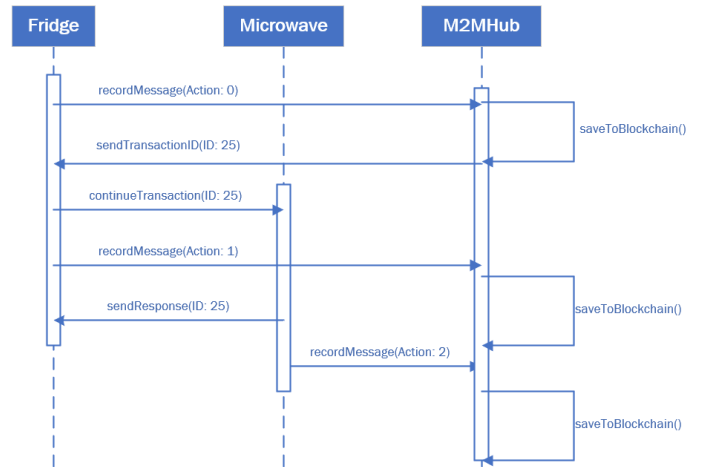 Fridge
Microwave
M2MHub
recordMessage(Action: 0)
saveToBlockchain()
sendTransactionID(ID: 25)
continueTransaction(ID: 25)
recordMessage(Action: 1)
sendResponse(ID: 25)
saveToBlockchain()
recordMessage(Action: 2)
saveToBlockchain()